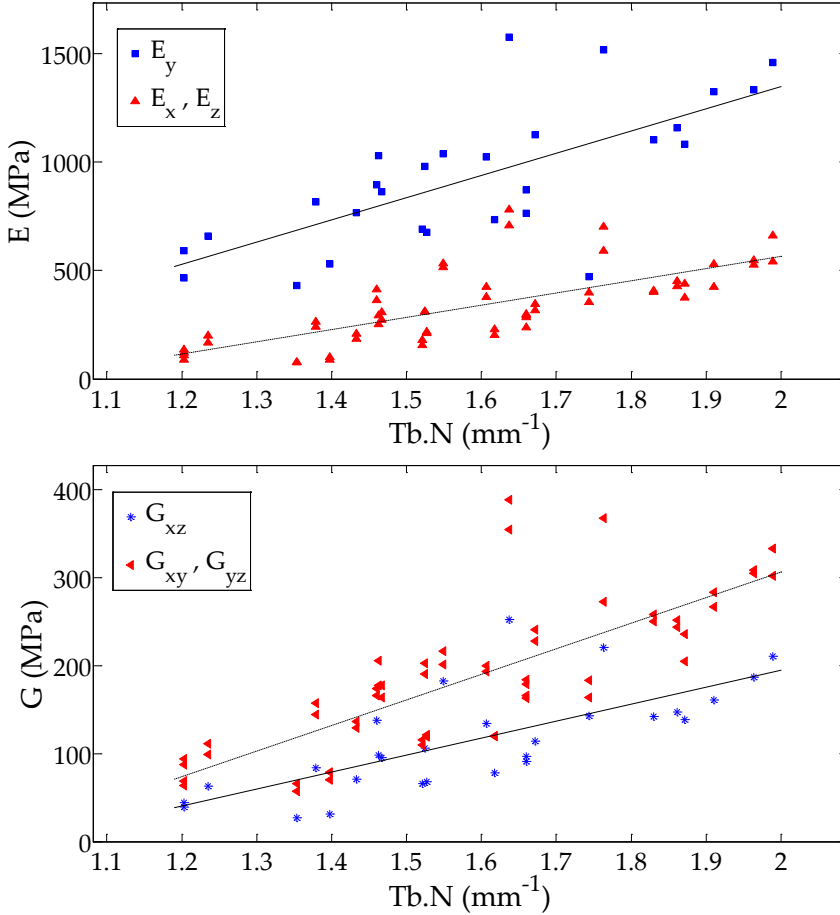 1500
1000
500
0
E (MPa)
E_y
E_x , E_z
1.1 1.2 1.3 1.4 1.5 1.6 1.7 1.8 1.9 2
Tb.N (mm⁻¹)
400
300
200
100
0
G (MPa)
G_xz
G_xy , G_yz
1.1 1.2 1.3 1.4 1.5 1.6 1.7 1.8 1.9 2
Tb.N (mm⁻¹)